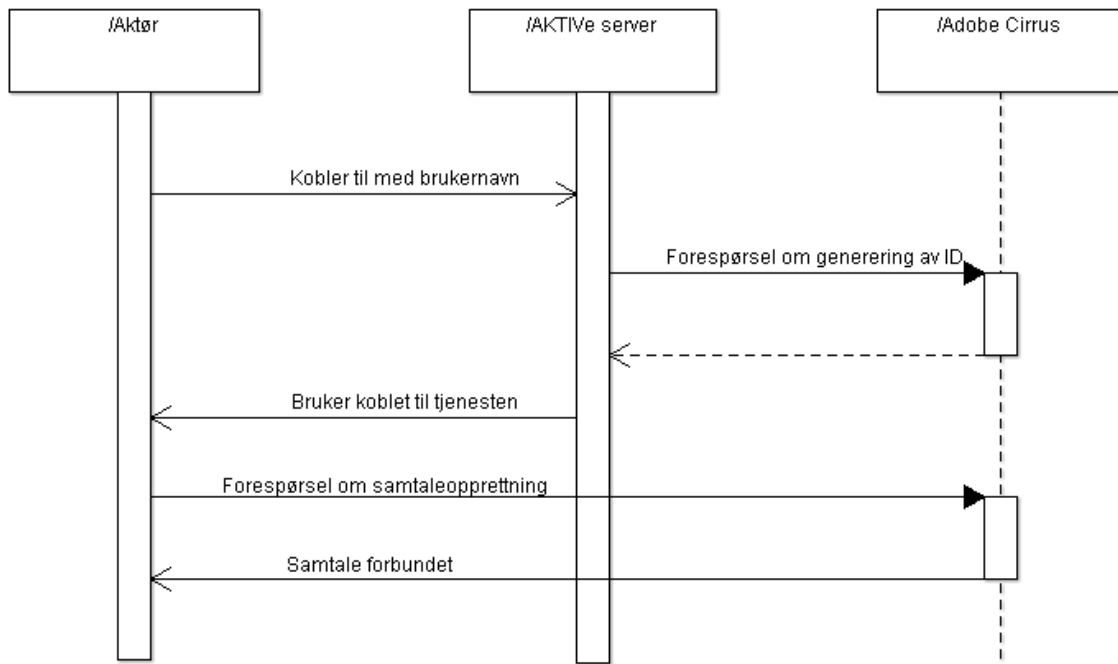 /Aktør
/AKTIVe server
/Adobe Cirrus
Kobler til med brukernavn
Forespørsel om generering av ID
Bruker koblet til tjenesten
Forespørsel om samtaleopprettning
Samtale forbundet